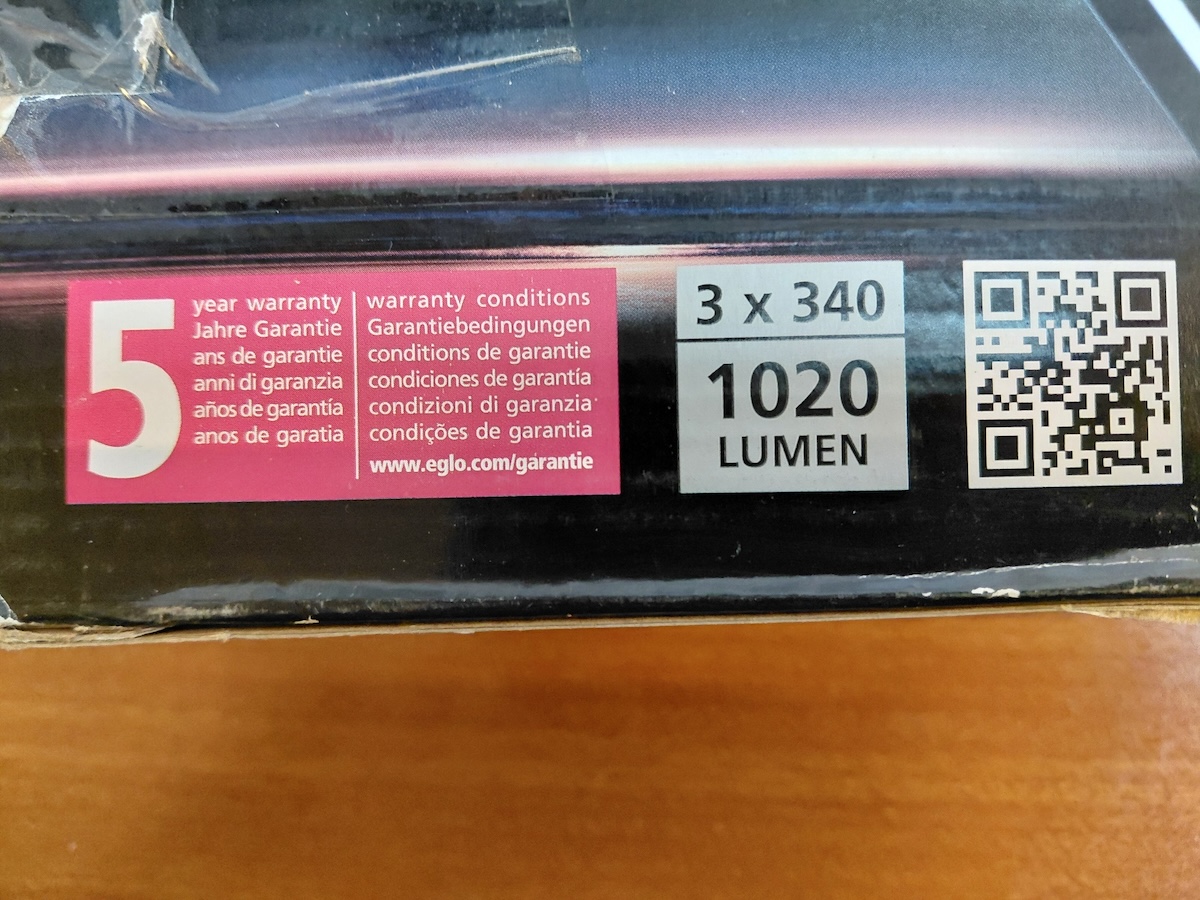 5
year warranty
Jahre Garantie
ans de garantie
anni di garanzia
años de garantía
anos de garatia
warranty conditions
Garantiebedingungen
conditions de garantie
condiciones de garantía
condizioni di garanzia
condições de garantia
www.eglo.com/garantie
3 x 340
1020
LUMEN